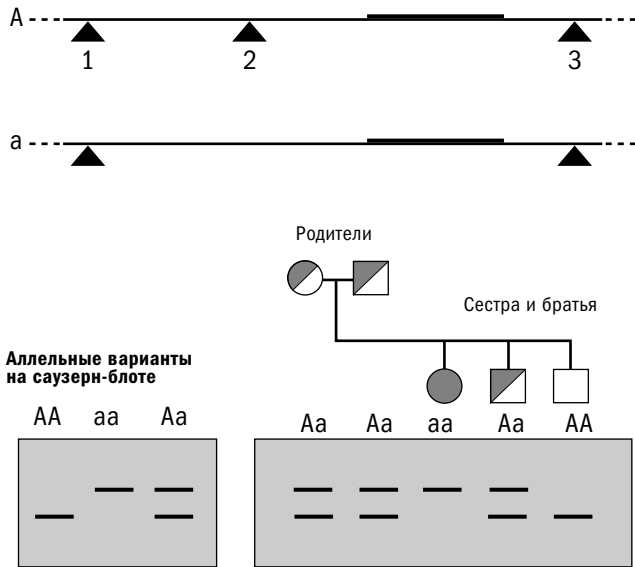 A
1 2 3
a
Родители
Сестра и братья
Аллельные варианты
на саузерн-блоте
AA aa Aa
Aa Aa aa Aa AA